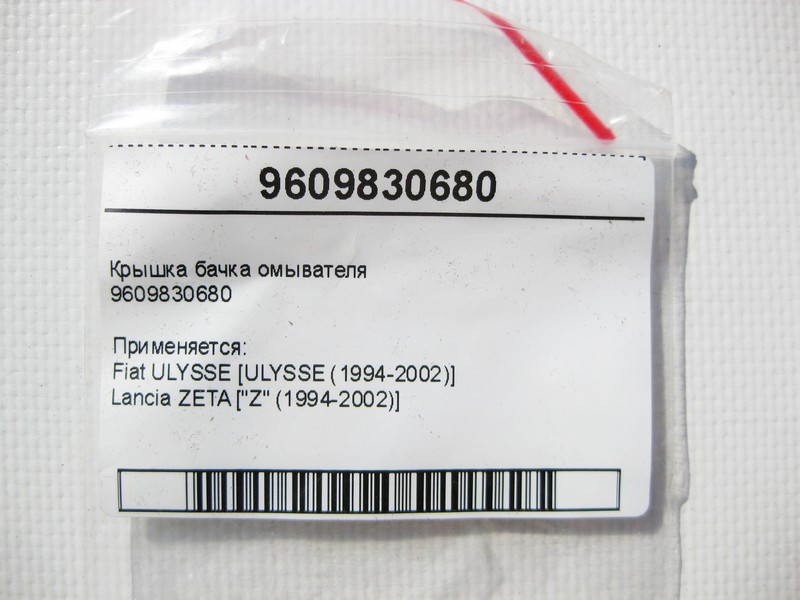 9609830680
Крышка бачка омывателя
9609830680
Применяется:
Fiat ULYSSE [ULYSSE (1994-2002)]
Lancia ZETA ["Z" (1994-2002)]